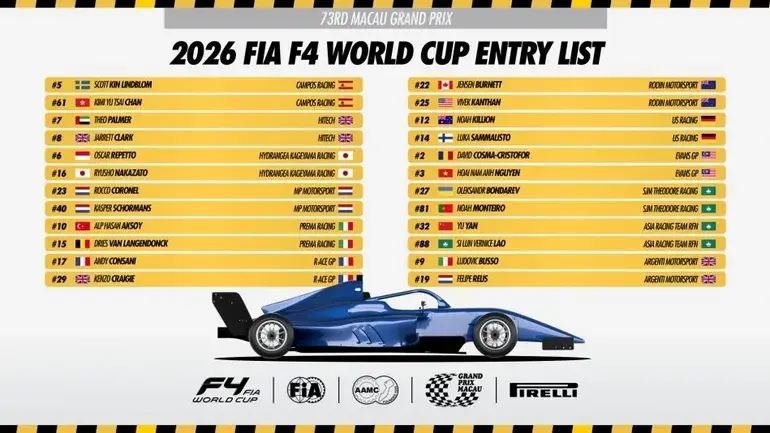 73RD MACAU GRAND PRIX
2026 FIA F4 WORLD CUP ENTRY LIST
#5 SCOTT KIN LINDBLOM CAMPOS RACING
#61 KIMI YU TSAI CHAN CAMPOS RACING
#7 THEO PALMER HITECH
#8 JARRETT CLARK HITECH
#6 OSCAR REPETTO HYDRANGEA KAGEYAMA RACING
#16 RYUSHO NAKAZATO HYDRANGEA KAGEYAMA RACING
#23 ROCCO CORONEL MP MOTORSPORT
#40 KASPER SCHORMANS MP MOTORSPORT
#10 ALP HASAN AKSOY PREMA RACING
#15 DRIES VAN LANGENDONCK PREMA RACING
#17 ANDY CONSANI R-ACE GP
#29 KENZO CRAIGIE R-ACE GP
#22 JENSEN BURNETT RODIN MOTORSPORT
#25 VIVEK KANTHAN RODIN MOTORSPORT
#12 NOAH KILLION US RACING
#14 LUKA SAMMALISTO US RACING
#2 DAVID COSMA-CRISTOFOR EVANS GP
#3 HOAI NAM ANH NGUYEN EVANS GP
#27 OLEKSANDR BONDAREV SJM THEODORE RACING
#81 NOAH MONTEIRO SJM THEODORE RACING
#32 YU YAN ASIA RACING TEAM RFN
#88 SI LUN VERNICE LAO ASIA RACING TEAM RFN
#9 LUDOVIC BUSSO ARGENTI MOTORSPORT
#19 FELIPE REIJS ARGENTI MOTORSPORT
F4 FIA
WORLD CUP
FIA
AAMC
GRAND
PRIX
MACAU
PIRELLI